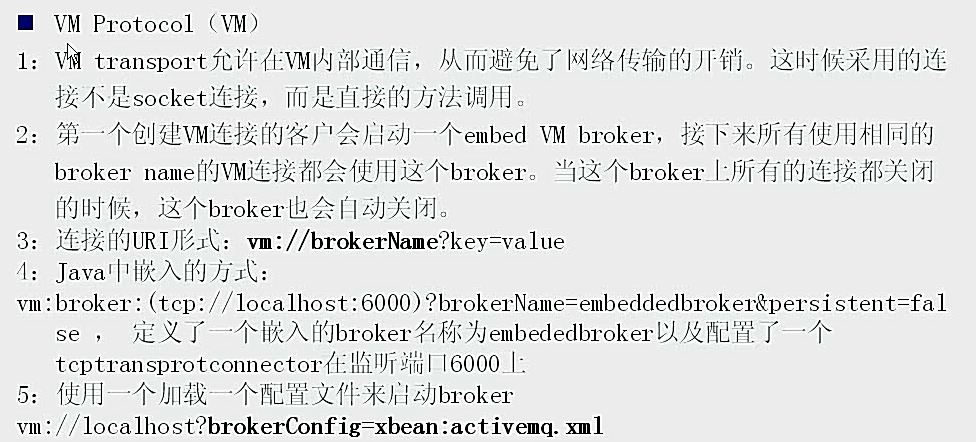 ■ VM Protocol（VM）
1：VM transport允许在VM内部通信，从而避免了网络传输的开销。这时候采用的连
接不是socket连接，而是直接的方法调用。
2：第一个创建VM连接的客户会启动一个embed VM broker，接下来所有使用相同的
broker name的VM连接都会使用这个broker。当这个broker上所有的连接都关闭
的时候，这个broker也会自动关闭。
3：连接的URI形式：vm://brokerName?key=value
4：Java中嵌入的方式：
vm:broker:(tcp://localhost:6000)?brokerName=embeddedbroker&persistent=fal
se ， 定义了一个嵌入的broker名称为embededbroker以及配置了一个
tcptransprotconnector在监听端口6000上
5：使用一个加载一个配置文件来启动broker
vm://localhost?brokerConfig=xbean:activemq.xml